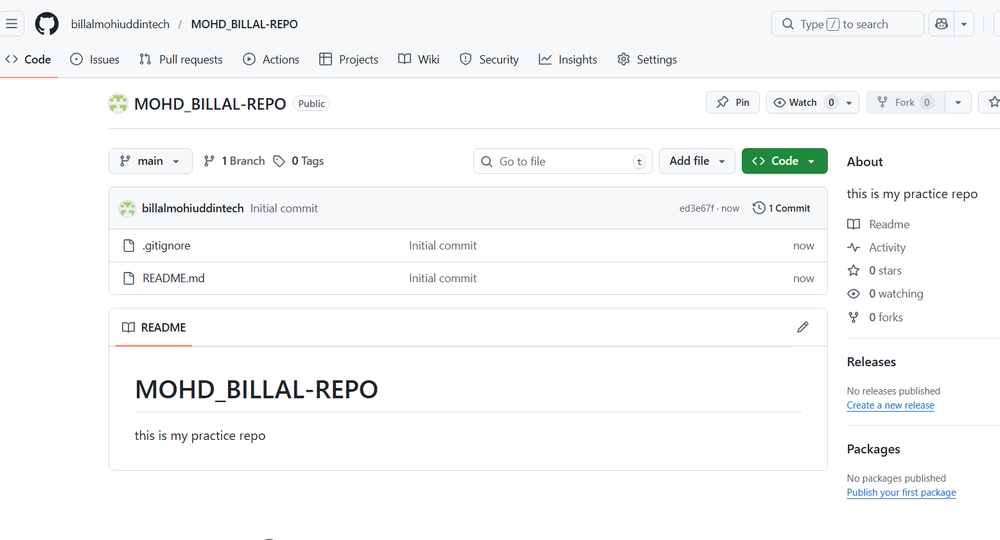 billalmohiuddintech / MOHD_BILLAL-REPO
Type / to search
Code Issues Pull requests Actions Projects Wiki Security Insights Settings
MOHD_BILLAL-REPO Public
Pin Watch 0 Fork 0
main 1 Branch 0 Tags
Go to file t Add file Code
billalmohiuddintech Initial commit ed3e67f · now 1 Commit
.gitignore Initial commit now
README.md Initial commit now
README
MOHD_BILLAL-REPO
this is my practice repo
About
this is my practice repo
Readme
Activity
0 stars
0 watching
0 forks
Releases
No releases published
Create a new release
Packages
No packages published
Publish your first package